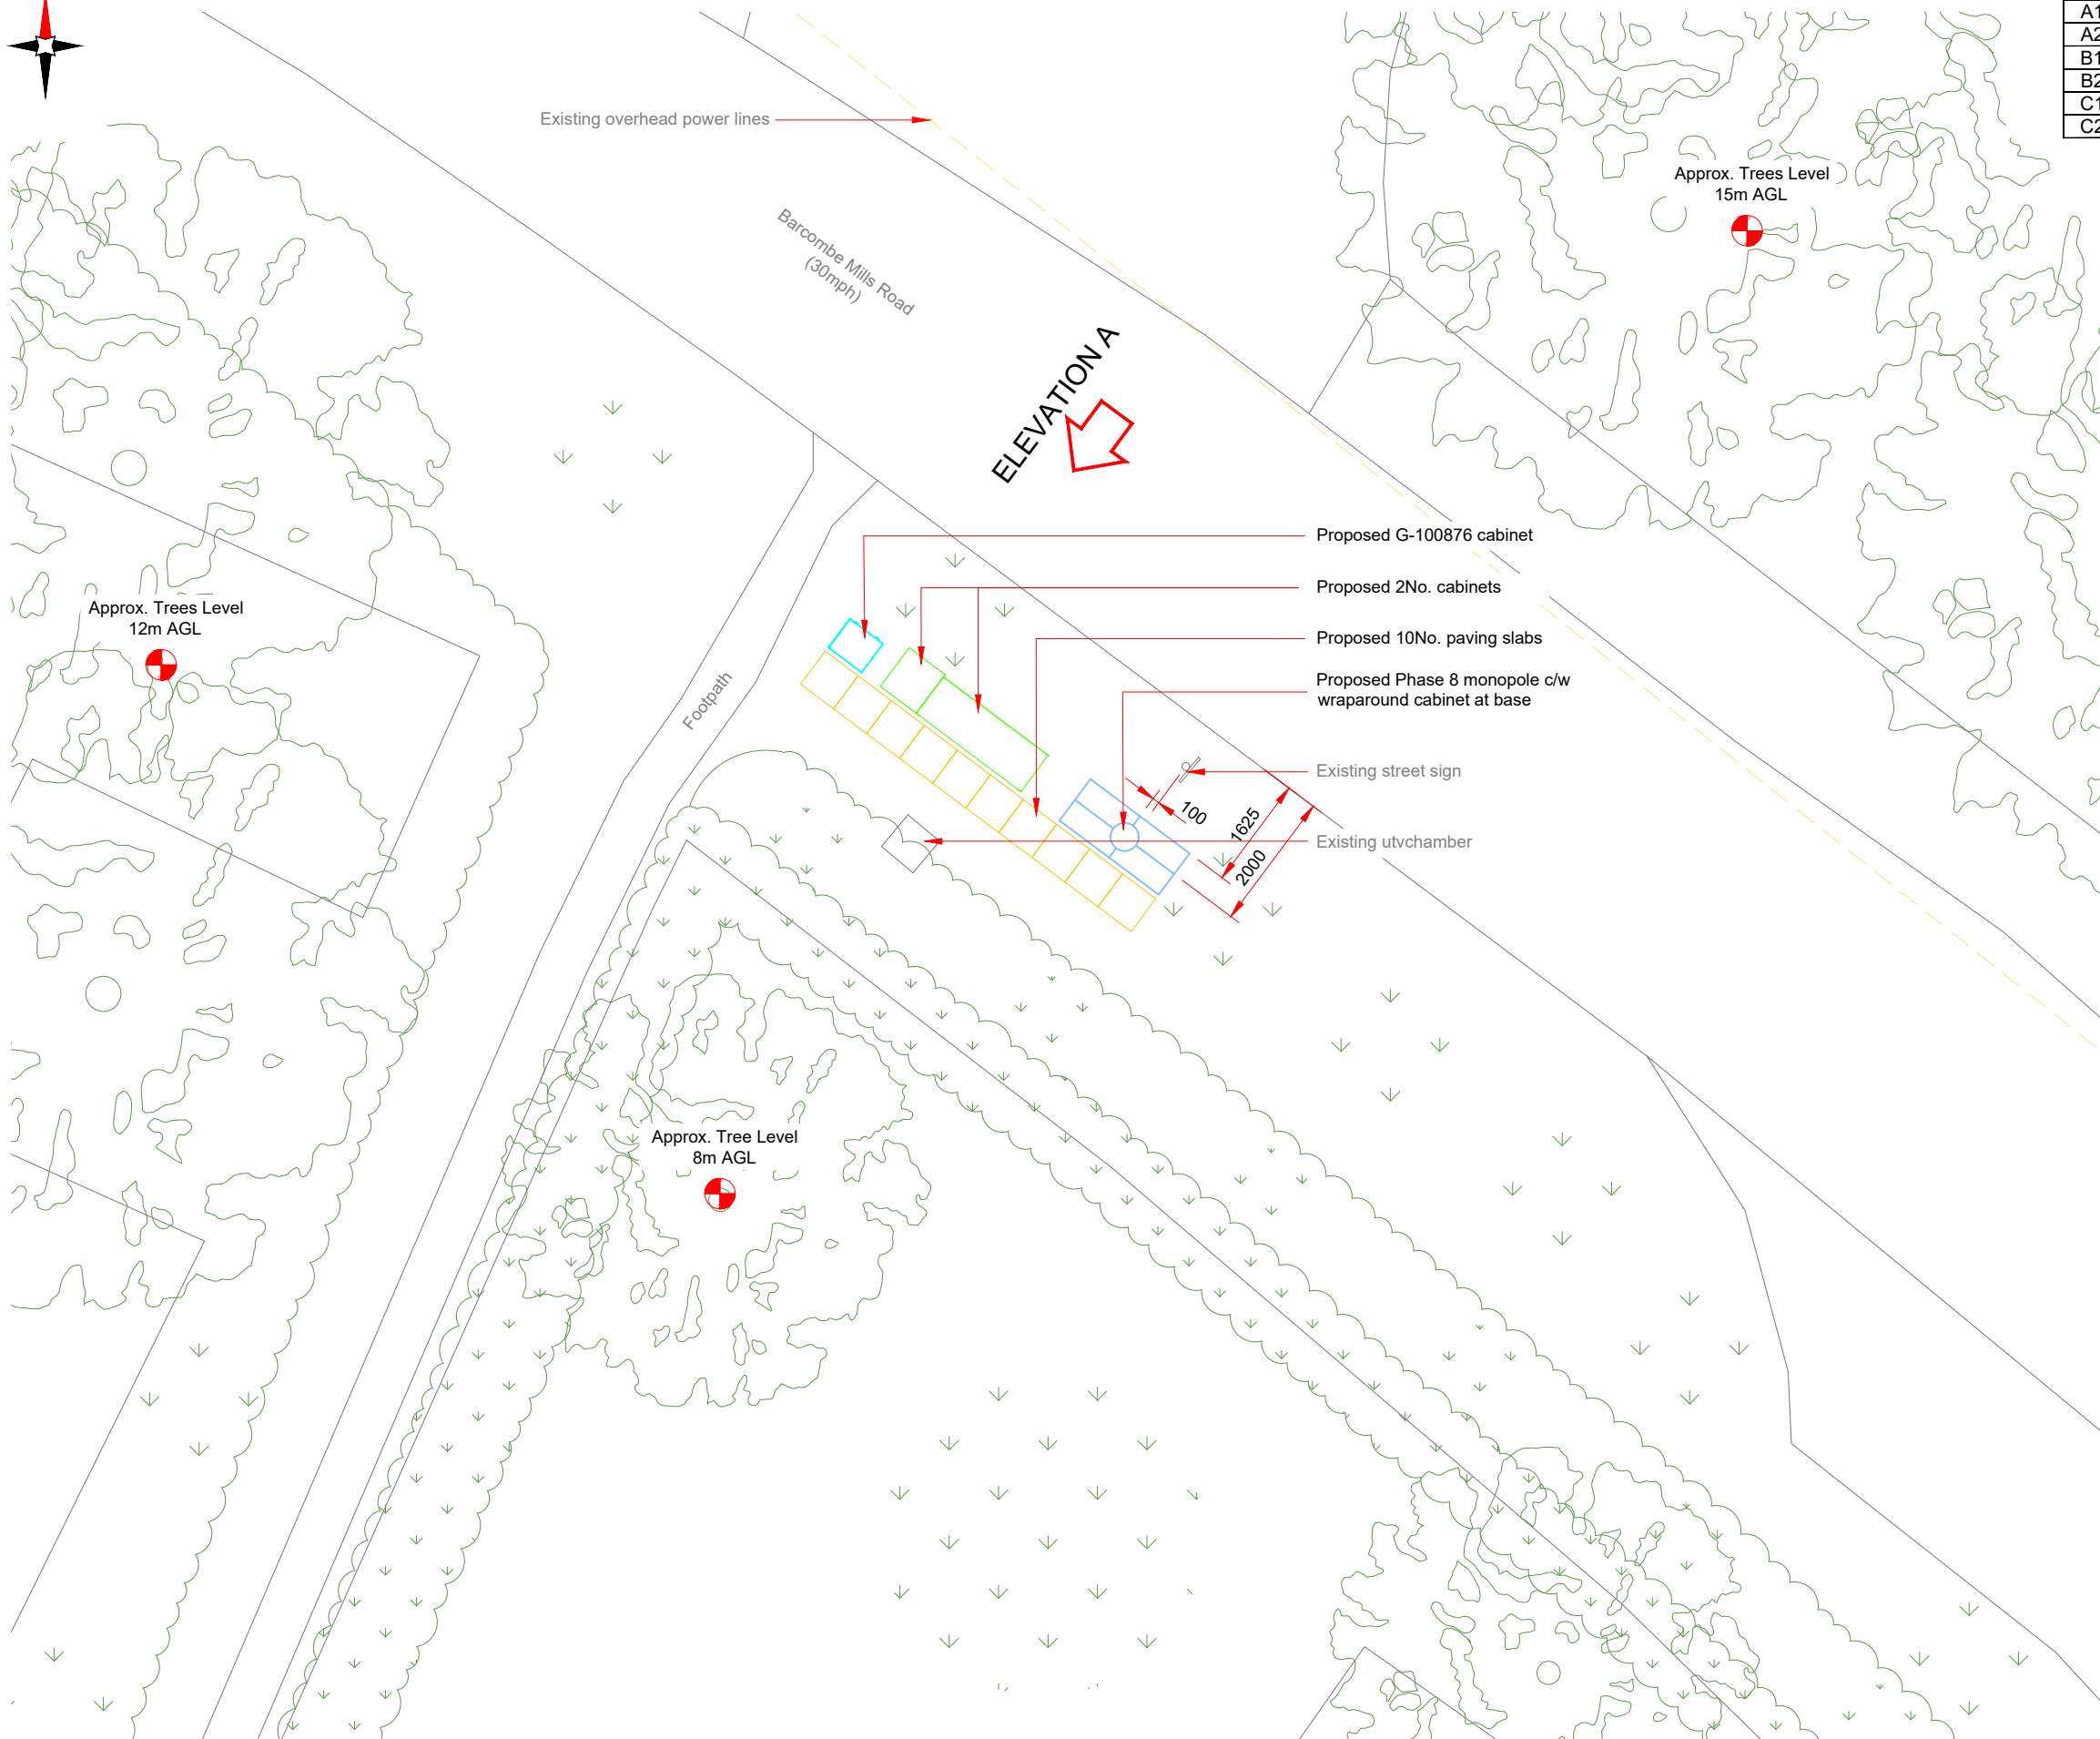 A1
A2
B1
B2
C1
C2
Existing overhead power lines
Approx. Trees Level
15m AGL
Barcombe Mills Road
(30mph)
ELEVATION A
Proposed G-100876 cabinet
Proposed 2No. cabinets
Approx. Trees Level
12m AGL
Proposed 10No. paving slabs
Proposed Phase 8 monopole c/w
wraparound cabinet at base
Footpath
Existing street sign
100
1625
2000
Existing utvchamber
Approx. Tree Level
8m AGL